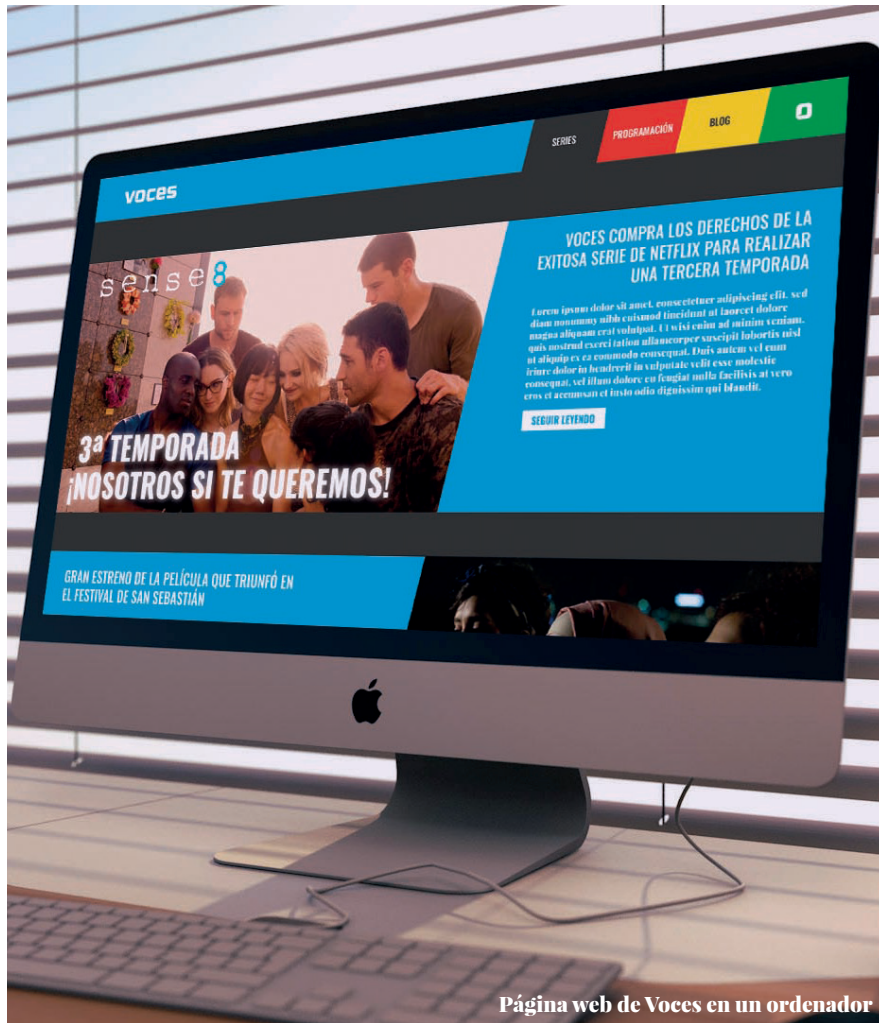 SERIES
PROGRAMACIÓN
BLOG
voces
sense8
3ª TEMPORADA
¡NOSOTROS SI TE QUEREMOS!
VOCES COMPRA LOS DERECHOS DE LA
EXITOSA SERIE DE NETFLIX PARA REALIZAR
UNA TERCERA TEMPORADA
Lorem ipsum dolor sit amet, consectetuer adipiscing elit, sed
diam nonummy nibh euismod tincidunt ut laoreet dolore
magna aliquam erat volutpat. Ut wisi enim ad minim veniam,
quis nostrud exerci tation ullamcorper suscipit lobortis nisl
ut aliquip ex ea commodo consequat. Duis autem vel eum
iriure dolor in hendrerit in vulputate velit esse molestie
consequat, vel illum dolore eu feugiat nulla facilisis at vero
eros et accumsan et iusto odio dignissim qui blandit.
SEGUIR LEYENDO
GRAN ESTRENO DE LA PELÍCULA QUE TRIUNFÓ EN
EL FESTIVAL DE SAN SEBASTIÁN
Página web de Voces en un ordenador